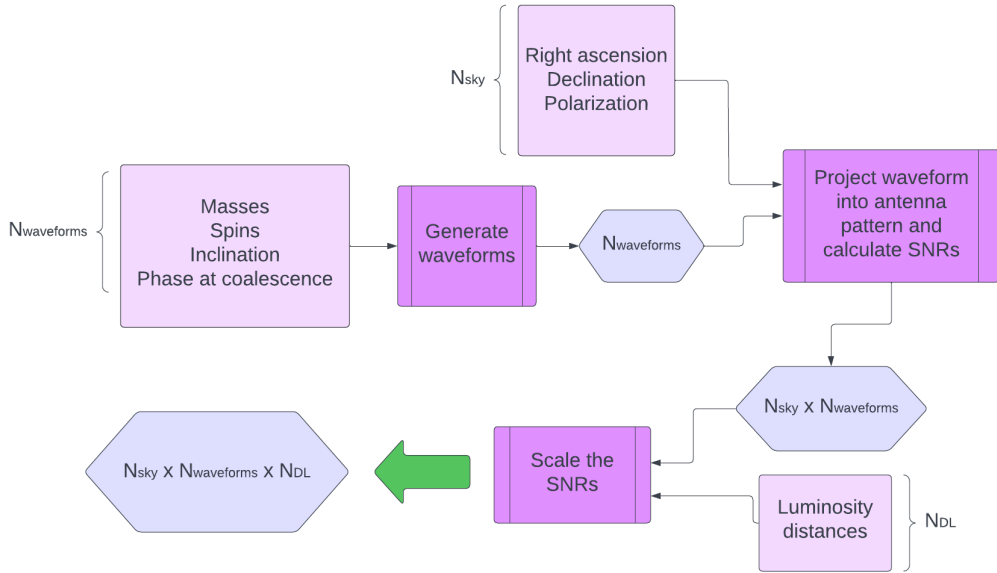 Nsky
Right ascension
Declination
Polarization
Nwaveforms
Masses
Spins
Inclination
Phase at coalescence
Generate
waveforms
Nwaveforms
Project waveform
into antenna
pattern and
calculate SNRs
Nsky x Nwaveforms
Nsky x Nwaveforms x NDL
Scale the
SNRs
Luminosity
distances
NDL